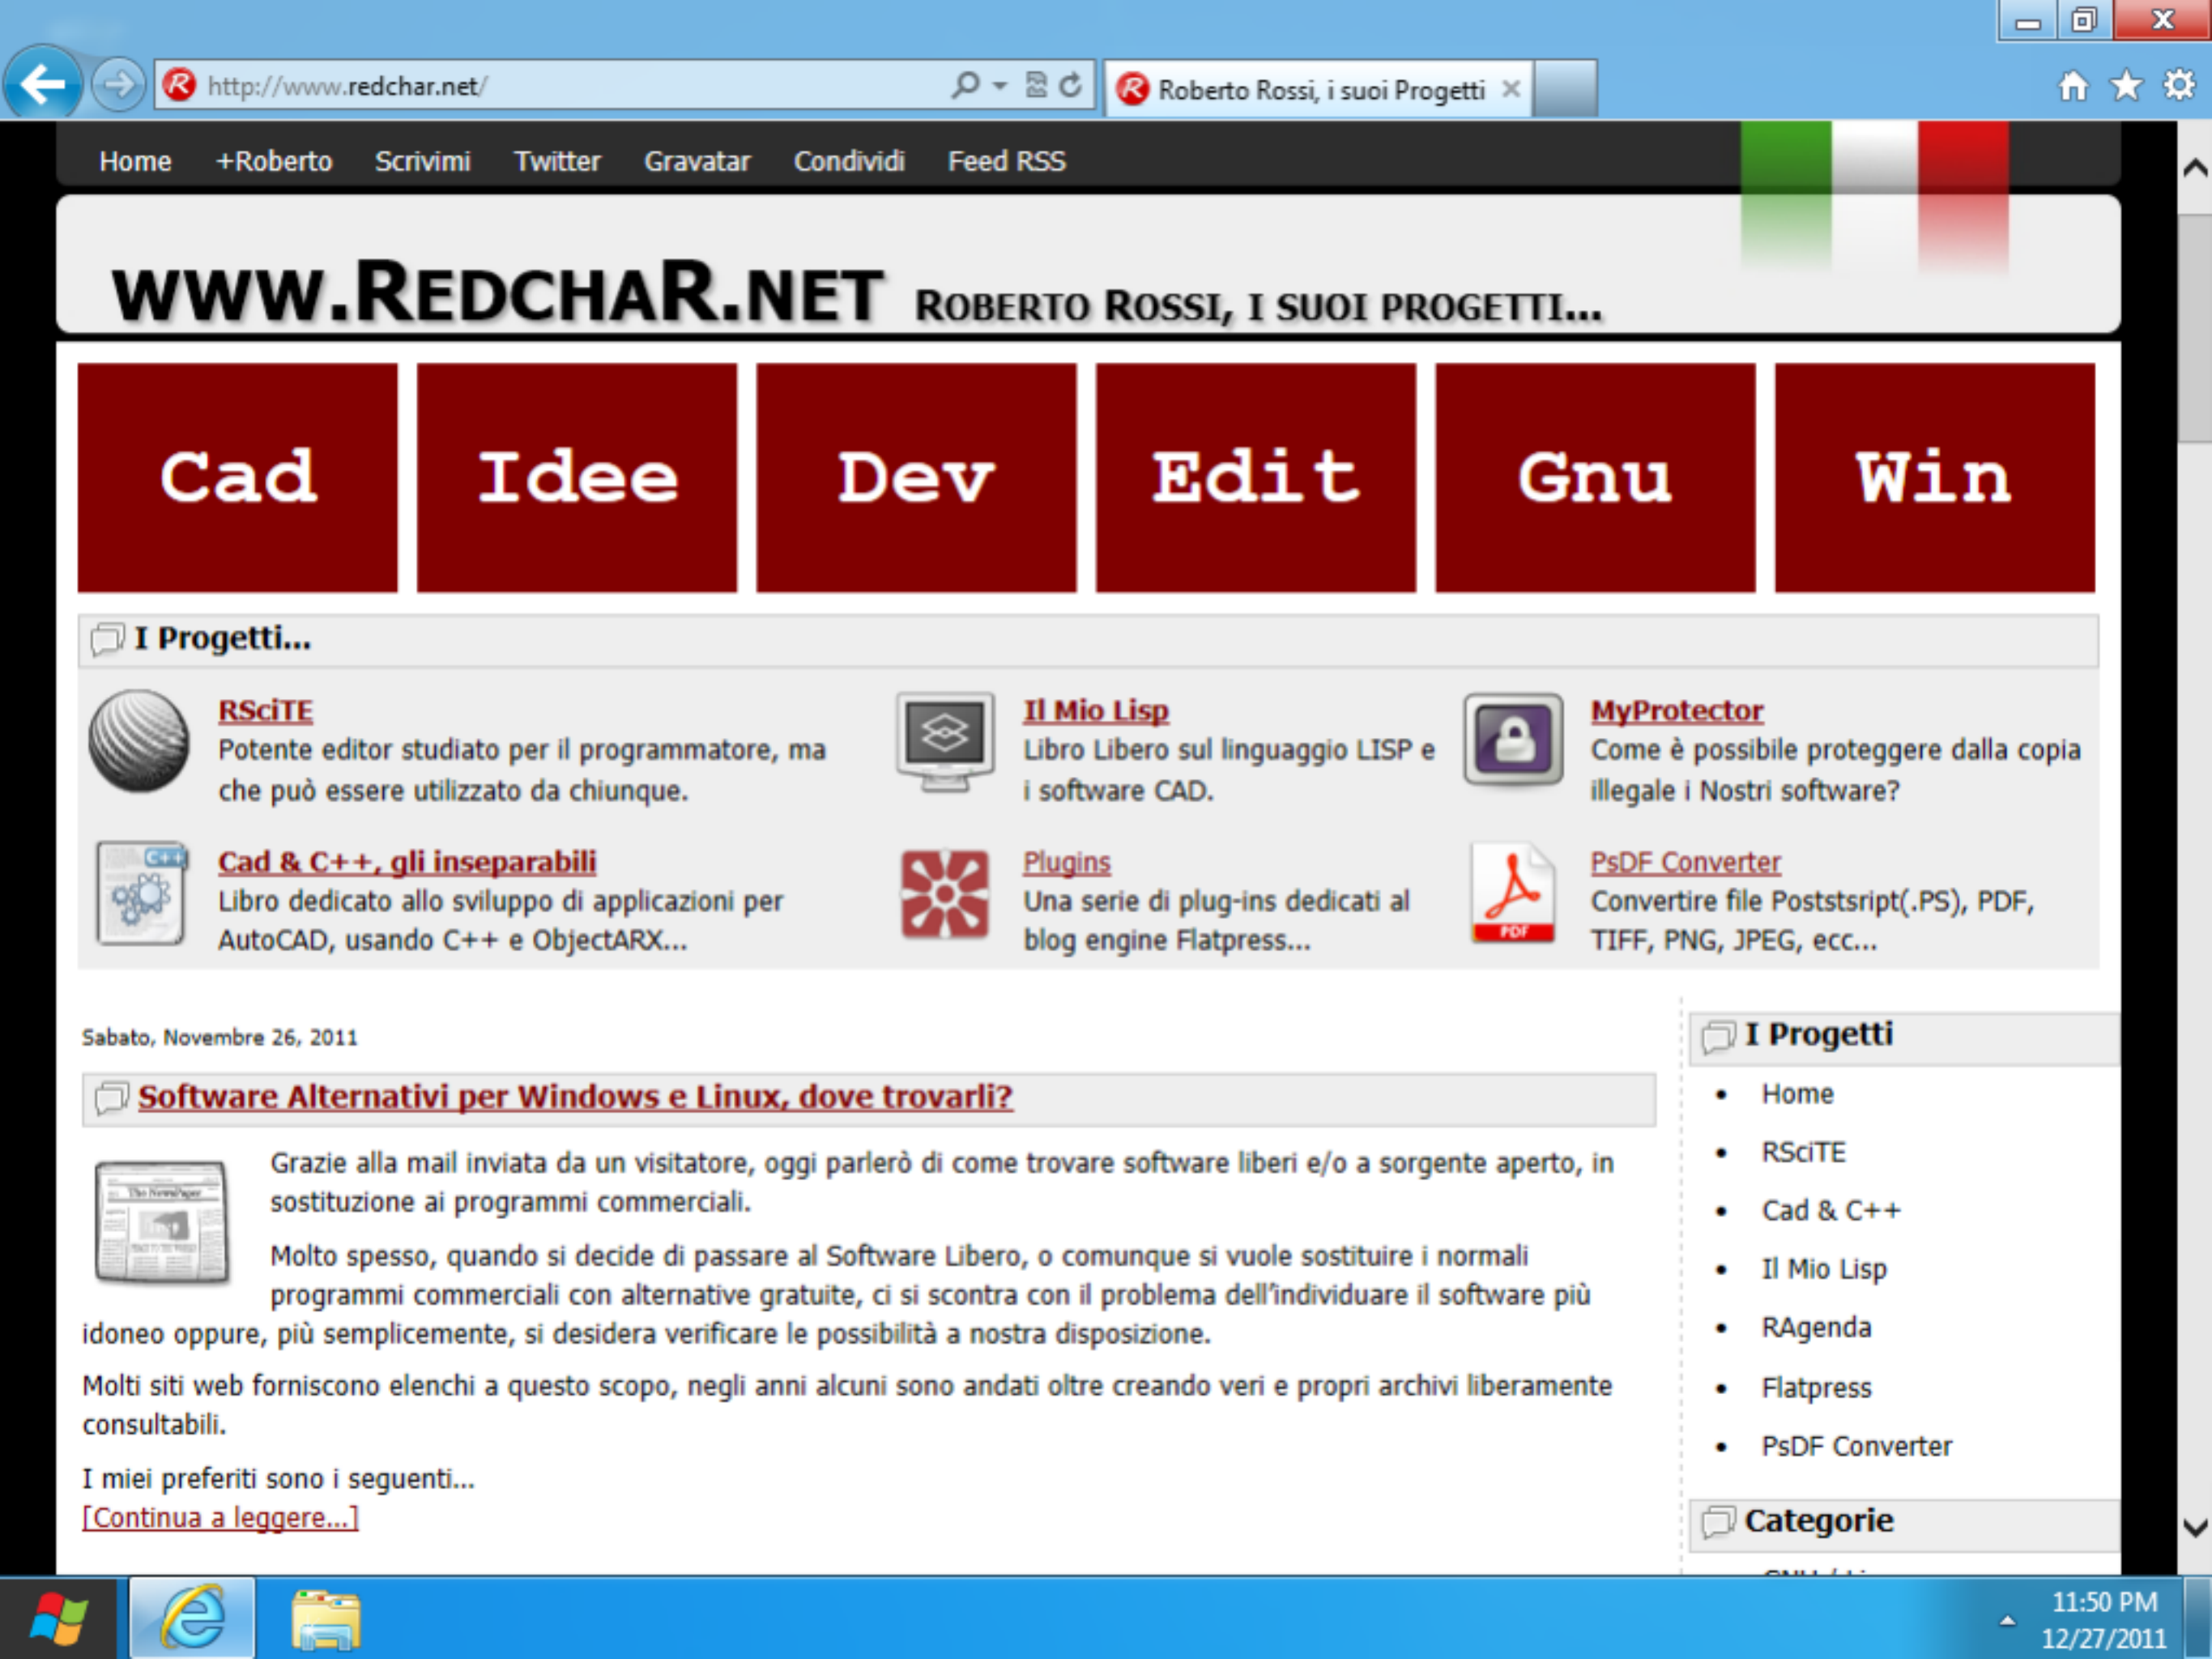 http://www.redchar.net/
Roberto Rossi, i suoi Progetti
Home +Roberto Scrivimi Twitter Gravatar Condividi Feed RSS
www.RedchaR.net Roberto Rossi, i suoi progetti...
Cad Idee Dev Edit Gnu Win
I Progetti...
RSciTE
Potente editor studiato per il programmatore, ma
che può essere utilizzato da chiunque.
Il Mio Lisp
Libro Libero sul linguaggio LISP e
i software CAD.
MyProtector
Come è possibile proteggere dalla copia
illegale i Nostri software?
C++
Cad & C++, gli inseparabili
Libro dedicato allo sviluppo di applicazioni per
AutoCAD, usando C++ e ObjectARX...
Plugins
Una serie di plug-ins dedicati al
blog engine Flatpress...
PDF
PsDF Converter
Convertire file Poststsript(.PS), PDF,
TIFF, PNG, JPEG, ecc...
Sabato, Novembre 26, 2011
Software Alternativi per Windows e Linux, dove trovarli?
The NewsPaper
Grazie alla mail inviata da un visitatore, oggi parlerò di come trovare software liberi e/o a sorgente aperto, in
sostituzione ai programmi commerciali.
Molto spesso, quando si decide di passare al Software Libero, o comunque si vuole sostituire i normali
programmi commerciali con alternative gratuite, ci si scontra con il problema dell'individuare il software più
idoneo oppure, più semplicemente, si desidera verificare le possibilità a nostra disposizione.
Molti siti web forniscono elenchi a questo scopo, negli anni alcuni sono andati oltre creando veri e propri archivi liberamente
consultabili.
I miei preferiti sono i seguenti...
[Continua a leggere...]
I Progetti
Home
RSciTE
Cad & C++
Il Mio Lisp
RAgenda
Flatpress
PsDF Converter
Categorie
11:50 PM
12/27/2011